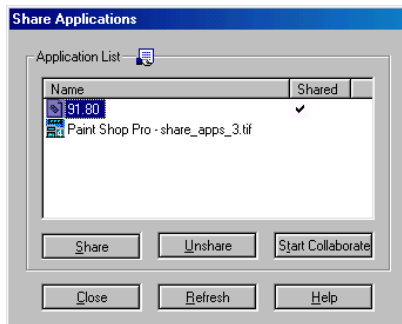 Share Applications
Application List
Name Shared
91.80
Paint Shop Pro - share_apps_3.tif
Share Unshare Start Collaborate
Close Refresh Help